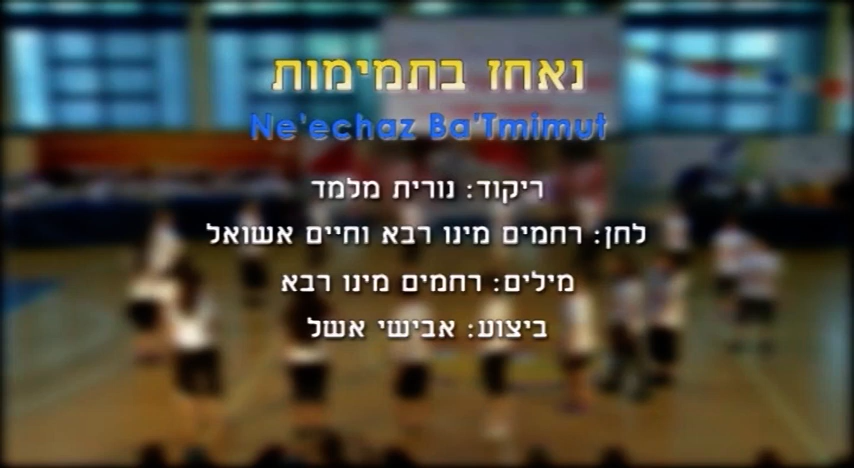 נאחז בתמימות
Ne'echaz Ba'Tmimut
ריקוד: נורית מלמד
לחן: רחמים מינו רבא וחיים אשואל
מילים: רחמים מינו רבא
ביצוע: אבישי אשל